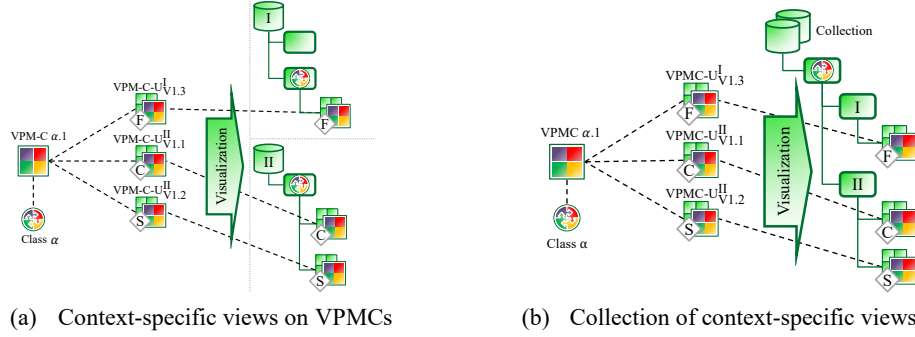 I
VPM-C-U^I_V1.3
F
F
VPM-C α.1
VPM-C-U^II_V1.1
C
Visualization
II
VPM-C-U^II_V1.2
C
S
Class α
S
(a) Context-specific views on VPMCs
Collection
VPMC-U^I_V1.3
I
F
VPMC α.1
VPMC-U^II_V1.1
F
C
Visualization
VPMC-U^II_V1.2
II
S
C
Class α
S
(b) Collection of context-specific views